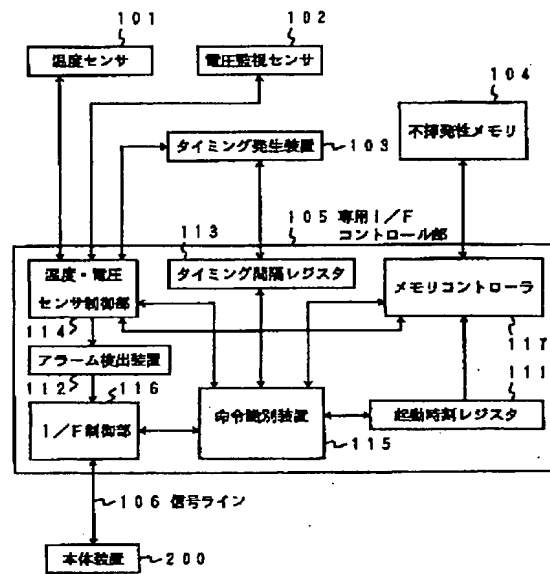 101
温度センサ
102
電圧監視センサ
104
不揮発性メモリ
タイミング発生装置
103
105 専用I/F
コントロール部
113
温度・電圧
センサ制御部
114
タイミング間隔レジスタ
メモリコントローラ
117
アラーム検出装置
112
116
I/F制御部
命令識別装置
115
111
起動時刻レジスタ
106 信号ライン
本体装置
200